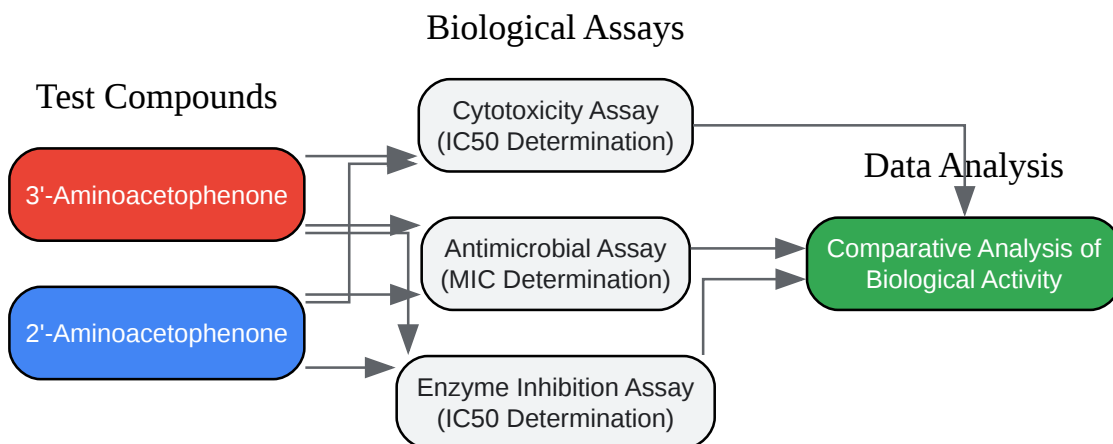 Biological Assays
Test Compounds
Cytotoxicity Assay
(IC50 Determination)
3'-Aminoacetophenone
Data Analysis
Antimicrobial Assay
(MIC Determination)
Comparative Analysis of
Biological Activity
2'-Aminoacetophenone
Enzyme Inhibition Assay
(IC50 Determination)